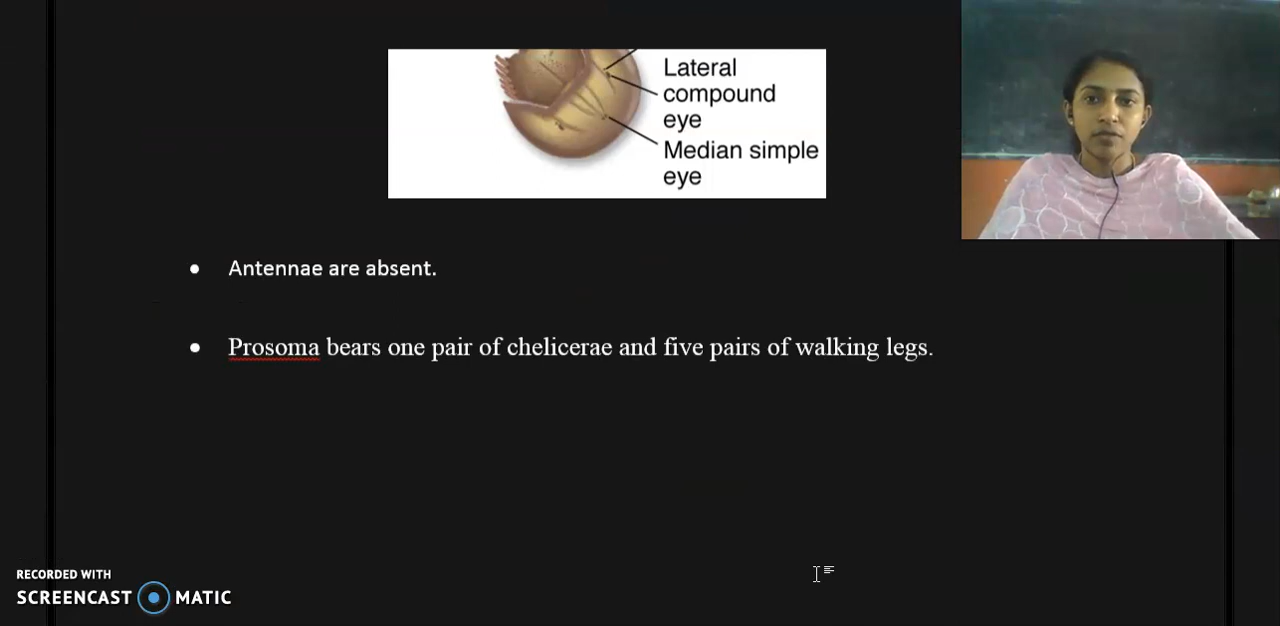 Lateral
compound
eye
Median simple
eye
• Antennae are absent.
• Prosoma bears one pair of chelicerae and five pairs of walking legs.
RECORDED WITH
SCREENCAST MATIC